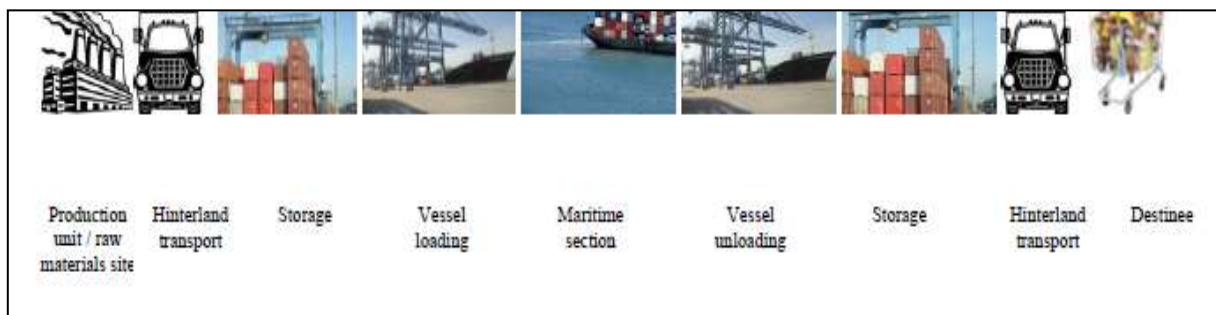 Production
unit / raw
materials site
Hinterland
transport
Storage
Vessel
loading
Maritime
section
Vessel
unloading
Storage
Hinterland
transport
Destinee